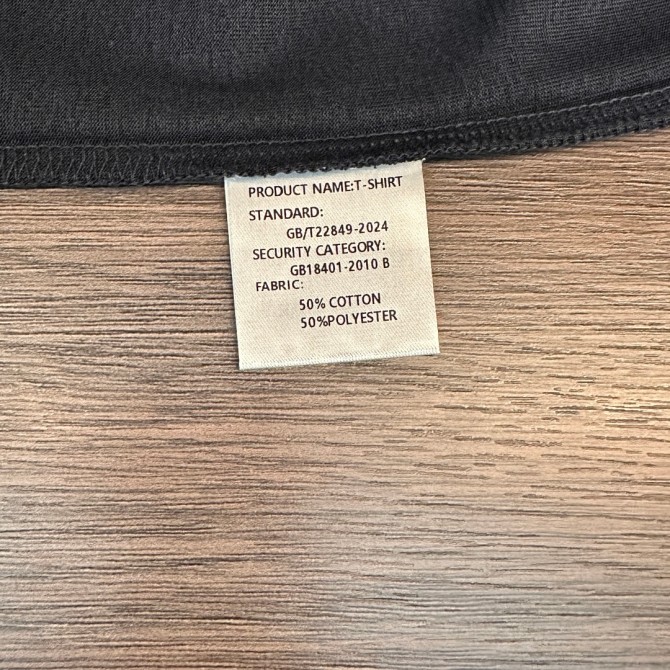 PRODUCT NAME:T-SHIRT
STANDARD:
GB/T22849-2024
SECURITY CATEGORY:
GB18401-2010 B
FABRIC:
50% COTTON
50%POLYESTER